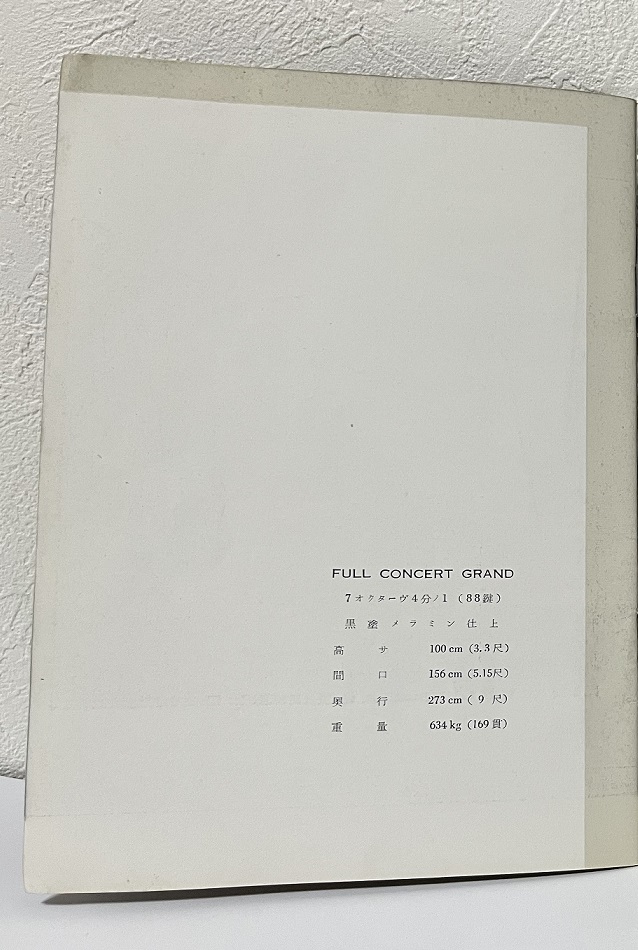 FULL CONCERT GRAND
7オクターヴ4分ノ1 (88鍵)
黒塗メラミン仕上
高サ 100 cm (3.3尺)
間口 156 cm (5.15尺)
奥行 273 cm ( 9 尺)
重量 634 kg (169貫)